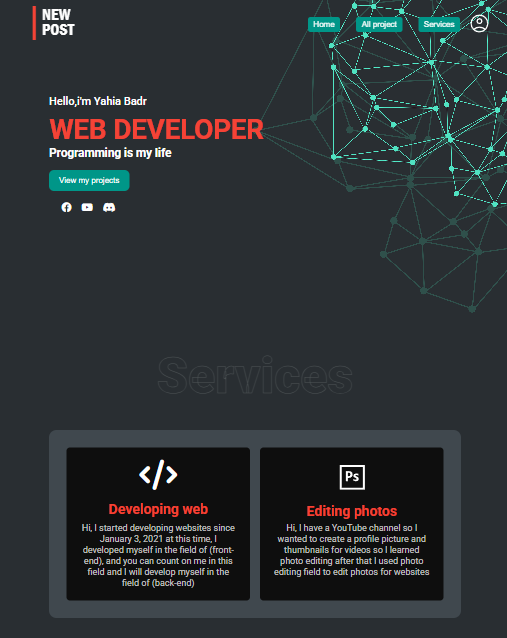 NEW
POST
Home
All project
Services
Hello,i'm Yahia Badr
WEB DEVELOPER
Programming is my life
View my projects
Services
Ps
Developing web
Hi, I started developing websites since
January 3, 2021 at this time, I
developed myself in the field of (front-
end), and you can count on me in this
field and I will develop myself in the
field of (back-end)
Editing photos
Hi, I have a YouTube channel so I
wanted to create a profile picture and
thumbnails for videos so I learned
photo editing after that I used photo
editing field to edit photos for websites